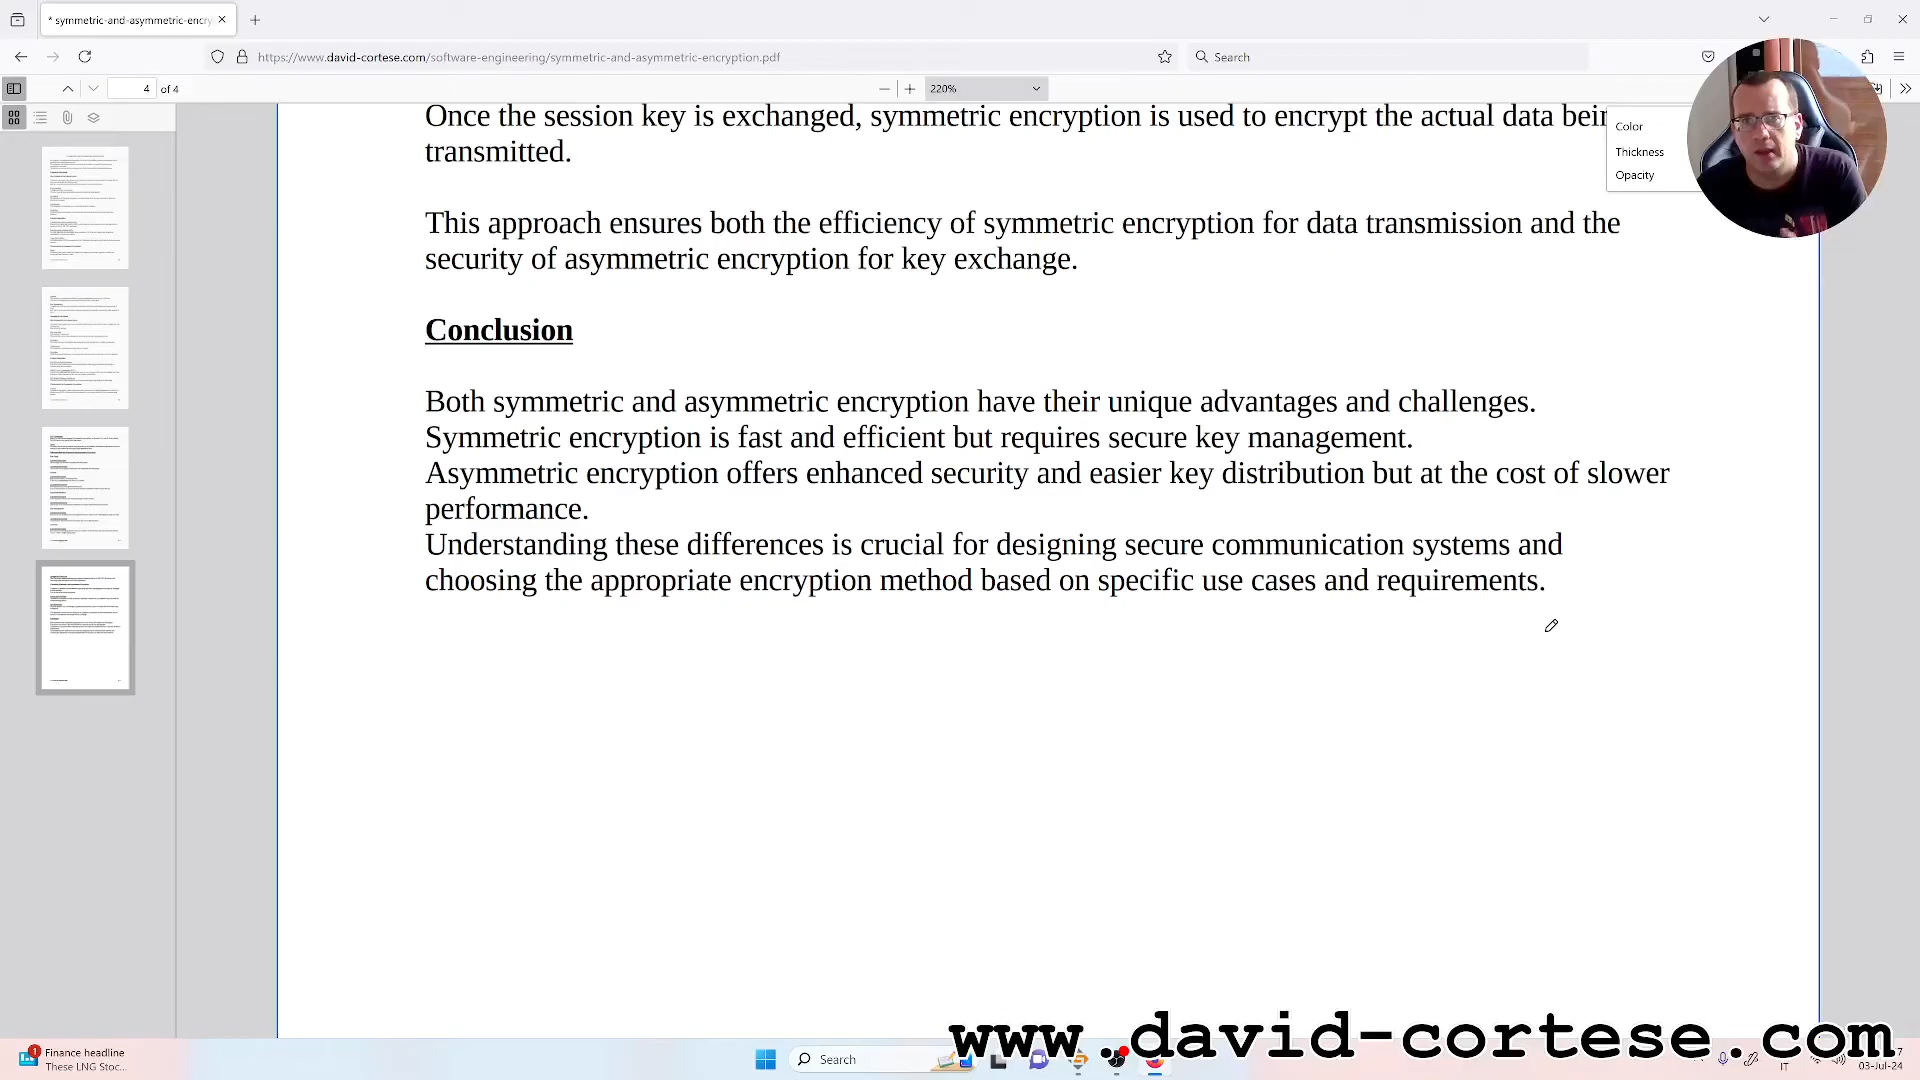 * symmetric-and-asymmetric-encry
https://www.david-cortese.com/software-engineering/symmetric-and-asymmetric-encryption.pdf
Search
4 of 4
220%
Color
Thickness
Opacity
Once the session key is exchanged, symmetric encryption is used to encrypt the actual data bein
transmitted.
This approach ensures both the efficiency of symmetric encryption for data transmission and the
security of asymmetric encryption for key exchange.
Conclusion
Both symmetric and asymmetric encryption have their unique advantages and challenges.
Symmetric encryption is fast and efficient but requires secure key management.
Asymmetric encryption offers enhanced security and easier key distribution but at the cost of slower
performance.
Understanding these differences is crucial for designing secure communication systems and
choosing the appropriate encryption method based on specific use cases and requirements.
www.david-cortese.com
1
Finance headline
These LNG Stoc...
Search
IT
03-Jul-24